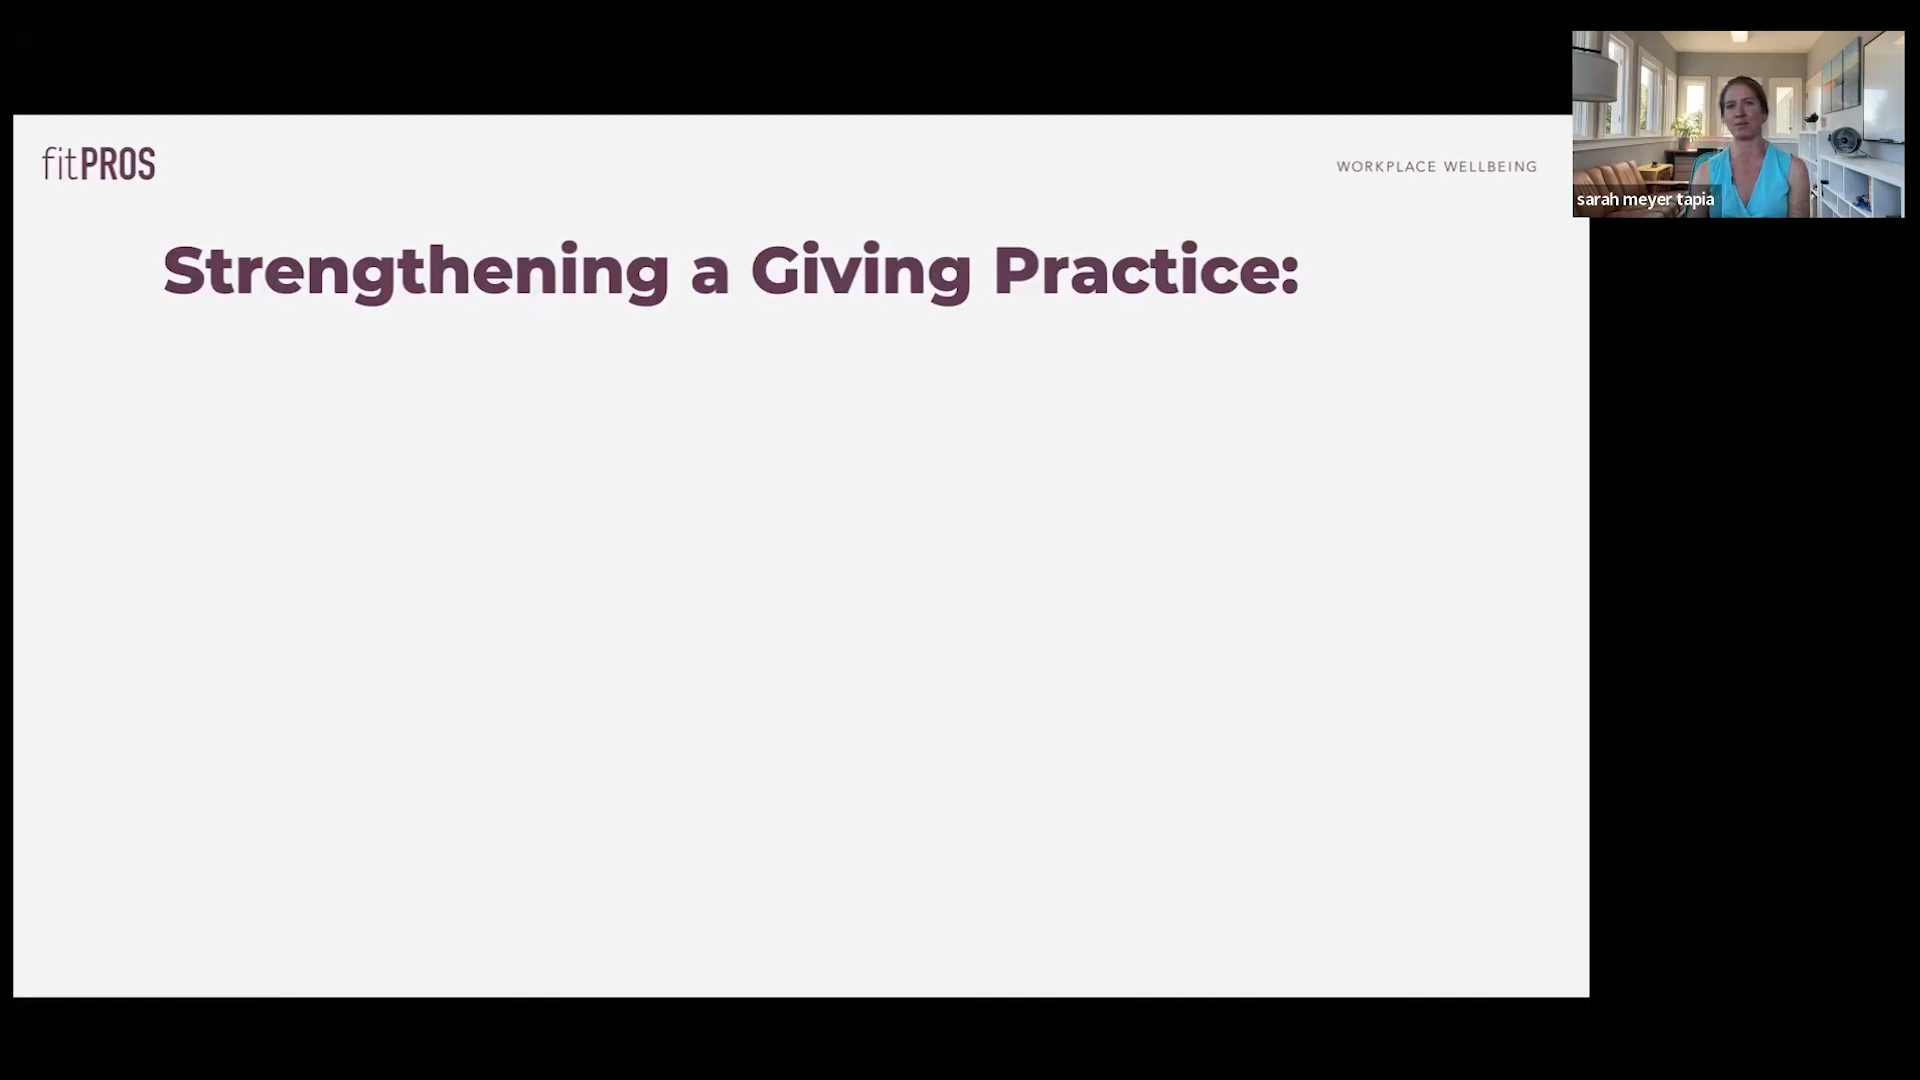 fitPROS
WORKPLACE WELLBEING
sarah meyer tapia
Strengthening a Giving Practice: